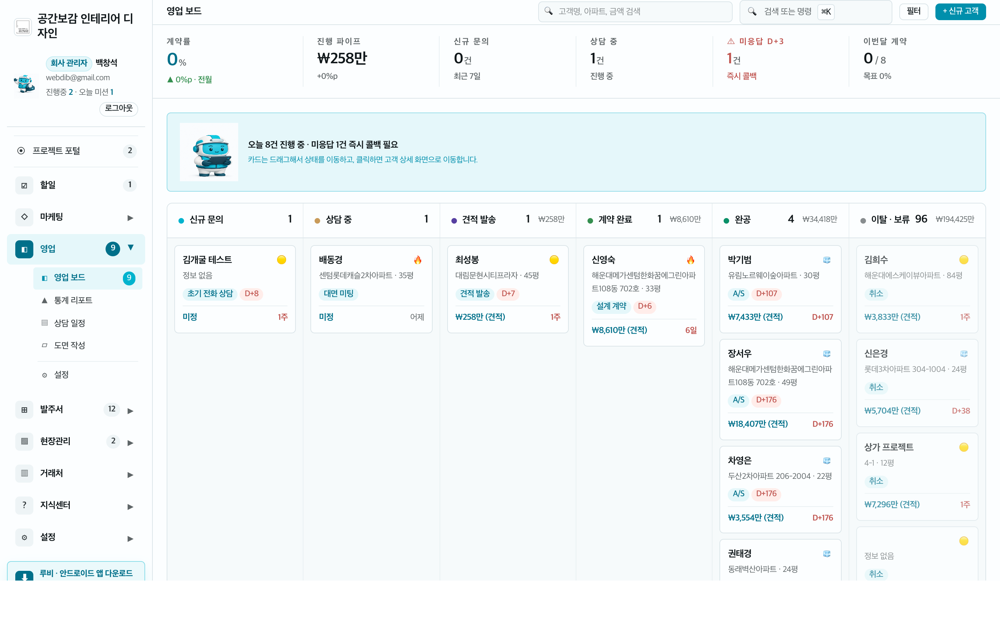 공간보감 인테리어 디
자인
회사 관리자 백창석
webdib@gmail.com
진행중 2 · 오늘 미션 1
로그아웃
프로젝트 포털 2
할일 1
마케팅 ▶
영업 9 ▼
영업 보드 9
통계 리포트
상담 일정
도면 작성
설정
발주서 12 ▶
현장관리 2 ▶
거래처 ▶
? 지식센터 ▶
설정 ▶
루비 · 안드로이드 앱 다운로드
영업 보드
고객명, 아파트, 금액 검색
검색 또는 명령 ⌘K
필터
+ 신규 고객
계약률
0%
▲ 0%p · 전월
진행 파이프
₩258만
+0%p
신규 문의
0건
최근 7일
상담 중
1건
진행 중
⚠ 미응답 D+3
1건
즉시 콜백
이번달 계약
0 / 8
목표 0%
오늘 8건 진행 중 · 미응답 1건 즉시 콜백 필요
카드는 드래그해서 상태를 이동하고, 클릭하면 고객 상세 화면으로 이동합니다.
신규 문의 1
김개굴 테스트
정보 없음
초기 전화 상담 D+8
미정 1주
상담 중 1
배동경
센텀롯데캐슬2차아파트 · 35평
대면 미팅
미정 어제
견적 발송 1 ₩258만
최성봉
대림문현시티프라자 · 45평
견적 발송 D+7
₩258만 (견적) 1주
계약 완료 1 ₩8,610만
신영숙
해운대메가센텀한화꿈에그린아파
트108동 702호 · 33평
설계 계약 D+6
₩8,610만 (견적) 6일
완공 4 ₩34,418만
박기범
유림노르웨이숲아파트 · 30평
A/S D+107
₩7,433만 (견적) D+107
장서우
해운대메가센텀한화꿈에그린아파
트108동 702호 · 49평
A/S D+176
₩18,407만 (견적) D+176
차영은
두산2차아파트 206-2004 · 22평
A/S D+176
₩3,554만 (견적) D+176
권태경
동래벽산아파트 · 24평
이탈 · 보류 96 ₩194,425만
김희수
해운대에스케이뷰아파트 · 84평
취소
₩3,833만 (견적) 1주
신은경
롯데3차아파트 304-1004 · 24평
취소
₩5,704만 (견적) D+38
상가 프로젝트
4-1 · 12평
취소
₩7,296만 (견적) 1주
정보 없음
취소